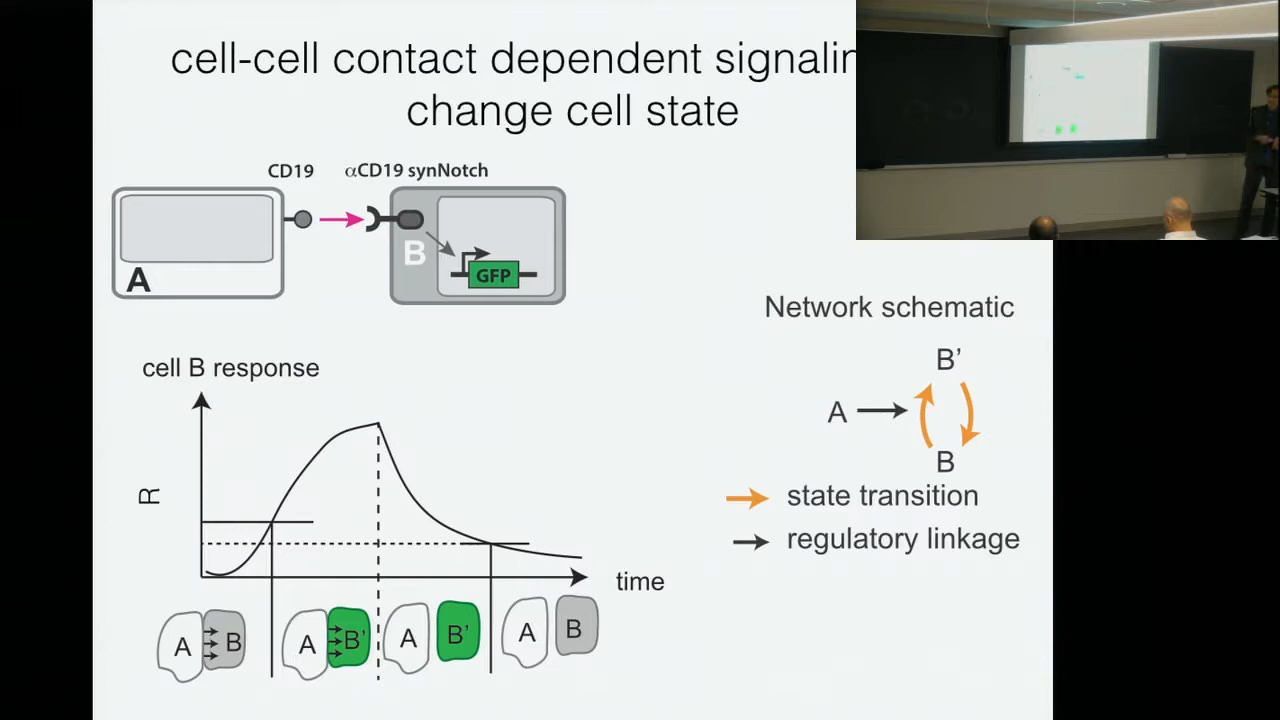 cell-cell contact dependent signalin
change cell state
CD19
αCD19 synNotch
A
B
GFP
cell B response
R
time
A B
A B'
A B'
A B
Network schematic
B'
A
B
state transition
regulatory linkage